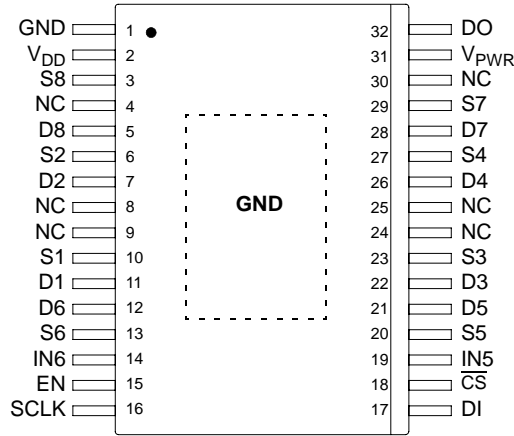 GND 1 32 DO
VDD 2 31 VPWR
S8 3 30 NC
NC 4 29 S7
D8 5 28 D7
S2 6 27 S4
D2 7 26 D4
NC 8 25 NC
GND
NC 9 24 NC
S1 10 23 S3
D1 11 22 D3
D6 12 21 D5
S6 13 20 S5
IN6 14 19 IN5
EN 15 18 C̅S̅
SCLK 16 17 DI